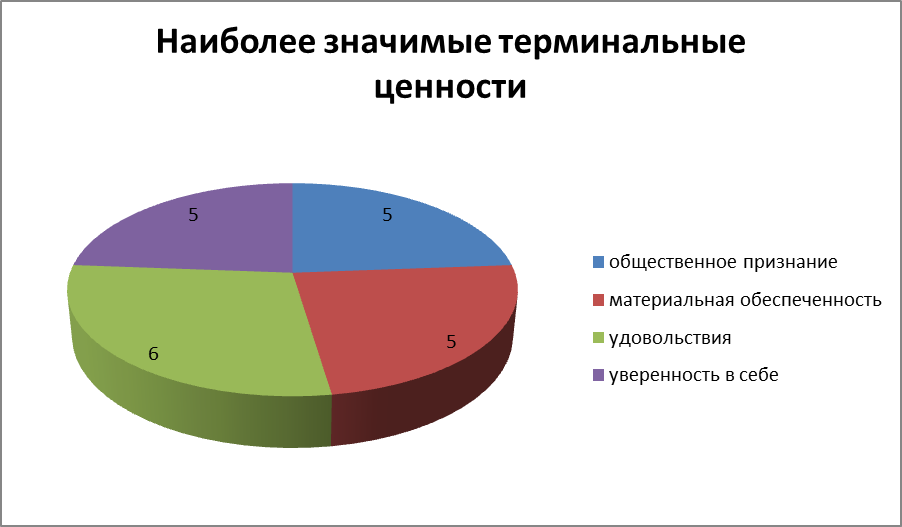 Наиболее значимые терминальные
ценности
5
5
5
6
общественное признание
материальная обеспеченность
удовольствия
уверенность в себе